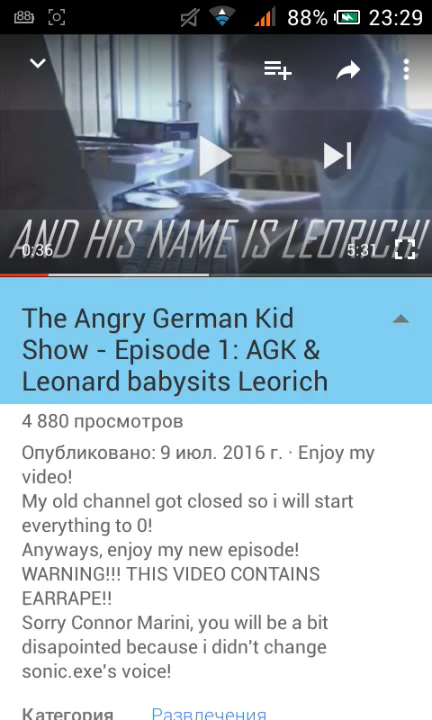 88
88% 23:29
AND HIS NAME IS LEORICH!
0:36
5:31
The Angry German Kid
Show - Episode 1: AGK &
Leonard babysits Leorich
4 880 просмотров
Опубликовано: 9 июл. 2016 г. · Enjoy my
video!
My old channel got closed so i will start
everything to 0!
Anyways, enjoy my new episode!
WARNING!!! THIS VIDEO CONTAINS
EARRAPE!!
Sorry Connor Marini, you will be a bit
disapointed because i didn't change
sonic.exe's voice!
Категория Развлечения